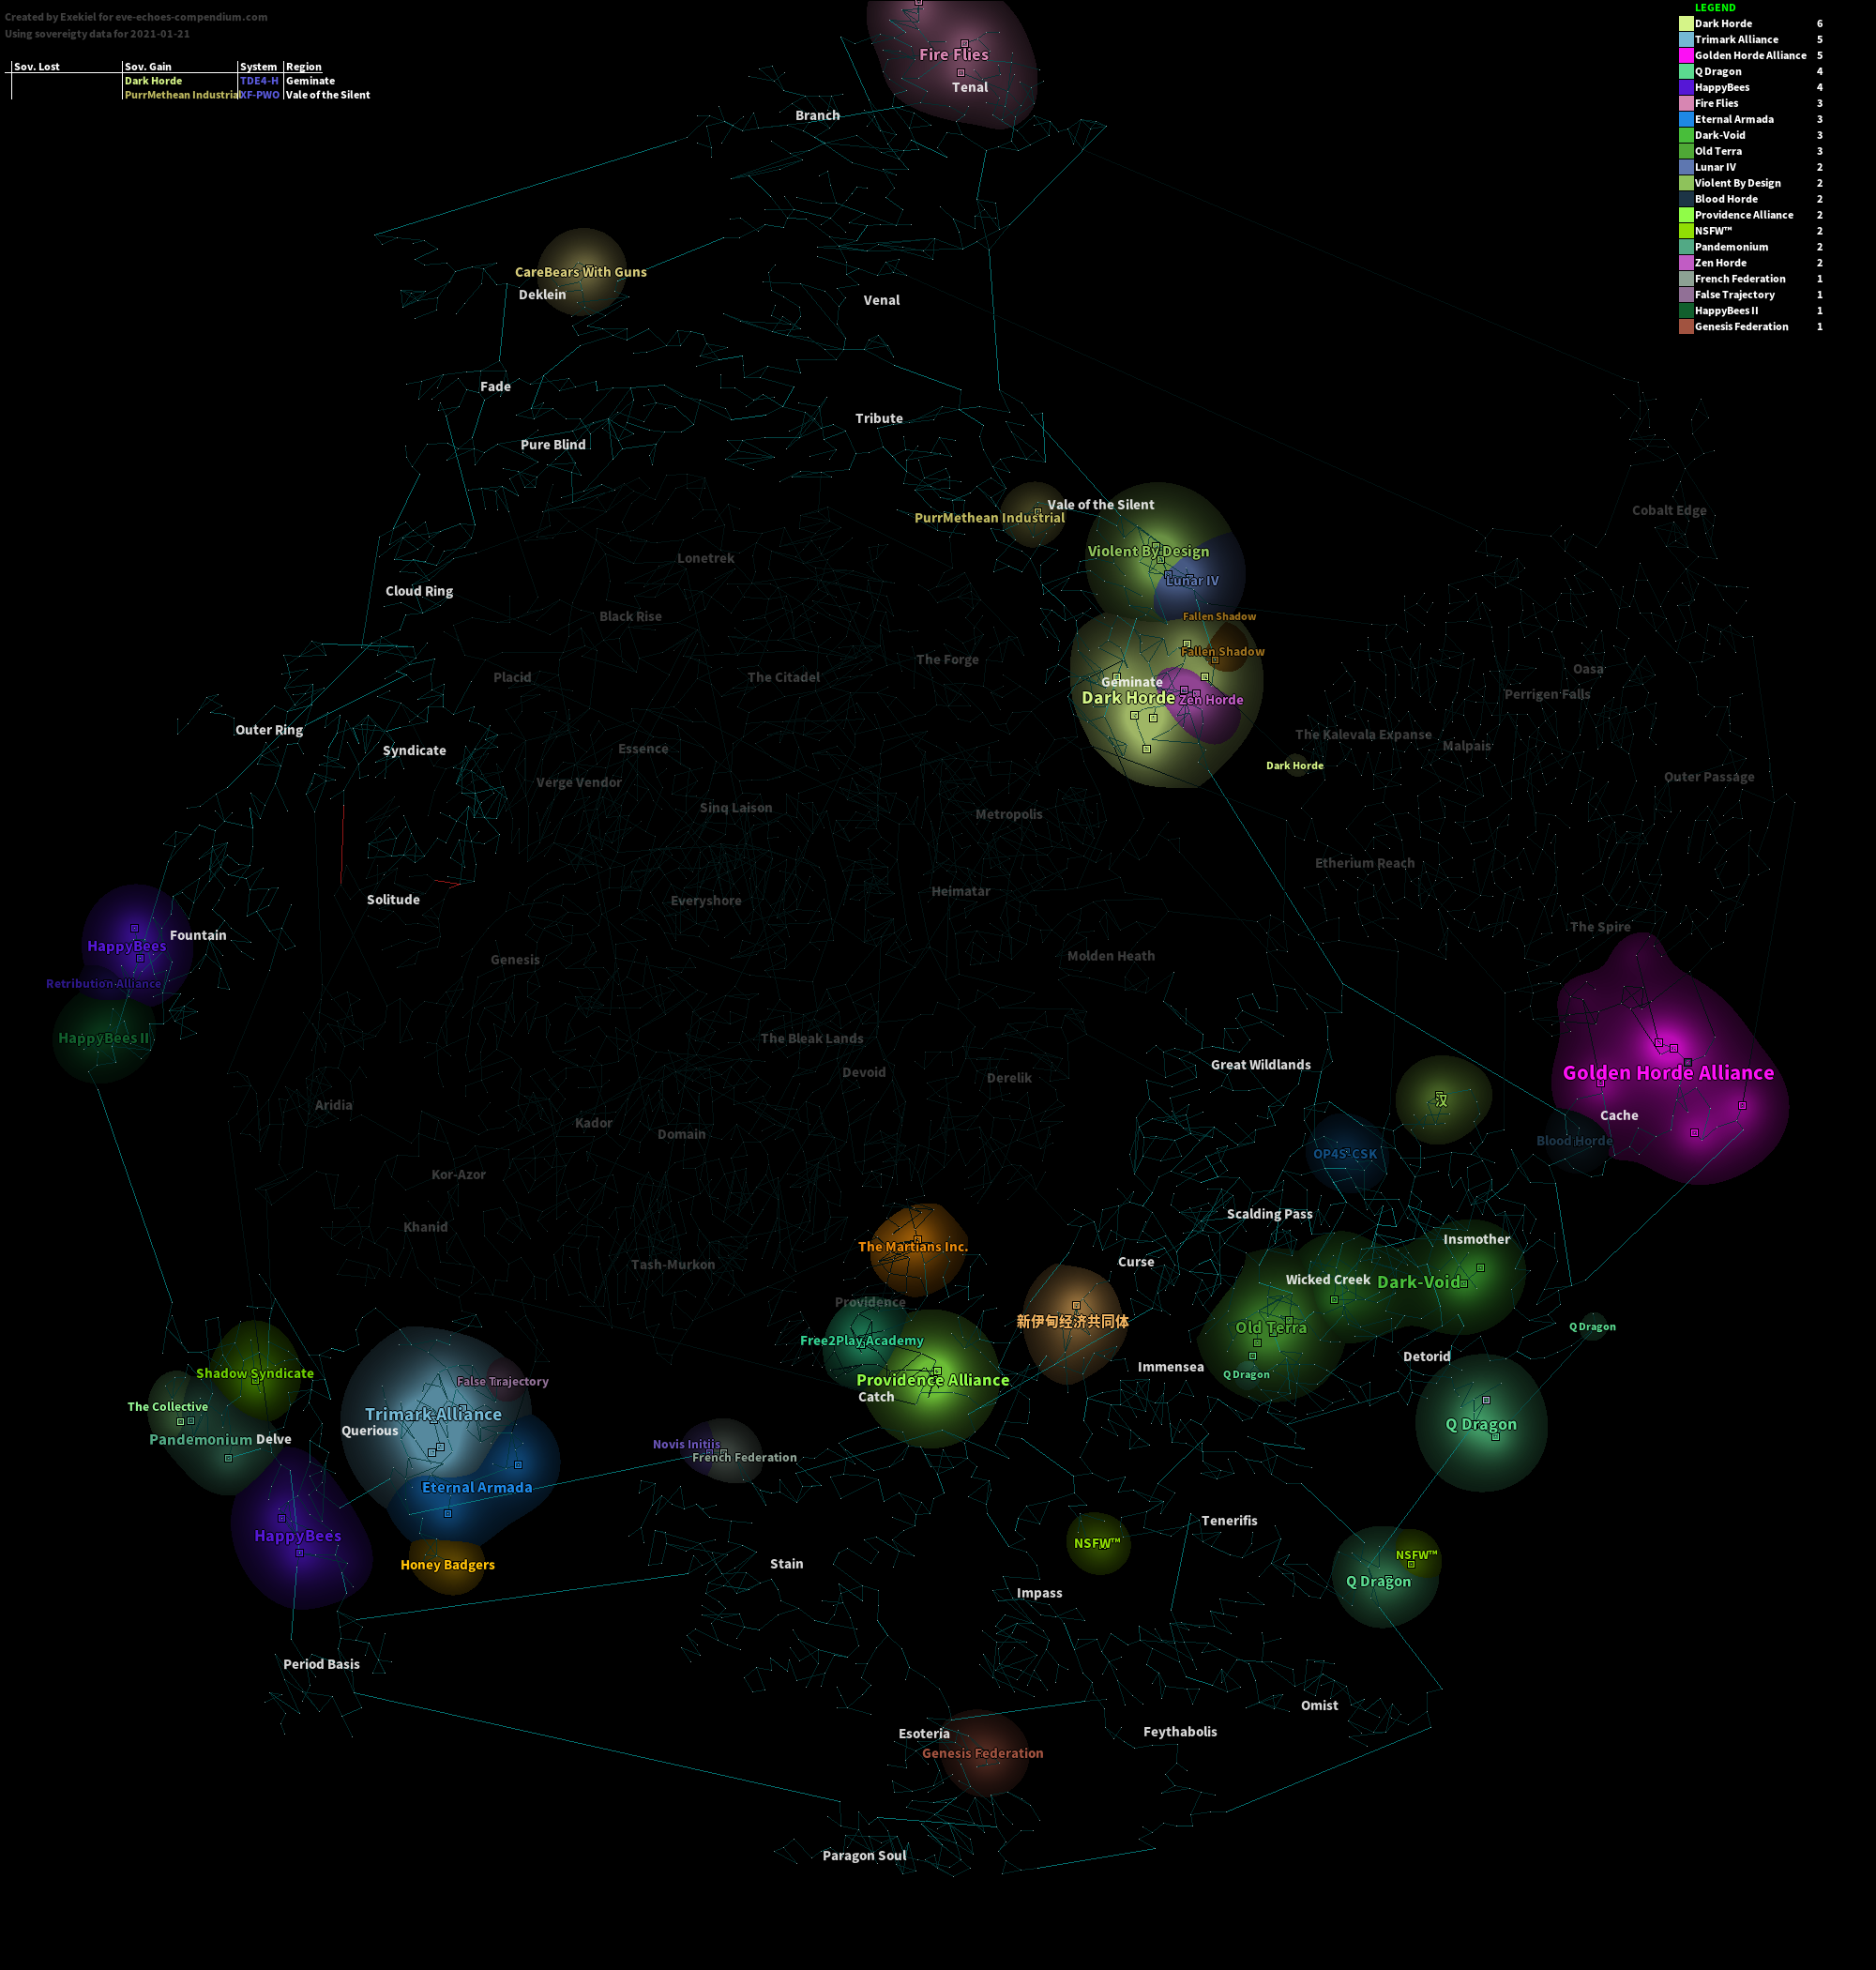 Created by Exekiel for eve-echoes-compendium.com
Using sovereigty data for 2021-01-21
Sov. Lost Sov. Gain System Region
Dark Horde TDE4-H Geminate
PurrMethean Industrial XF-PWO Vale of the Silent
LEGEND
Dark Horde 6
Trimark Alliance 5
Golden Horde Alliance 5
Q Dragon 4
HappyBees 4
Fire Flies 3
Eternal Armada 3
Dark-Void 3
Old Terra 3
Lunar IV 2
Violent By Design 2
Blood Horde 2
Providence Alliance 2
NSFW™ 2
Pandemonium 2
Zen Horde 2
French Federation 1
False Trajectory 1
HappyBees II 1
Genesis Federation 1
Fire Flies
Tenal
Branch
CareBears With Guns
Deklein
Venal
Fade
Tribute
Pure Blind
Vale of the Silent
Cobalt Edge
PurrMethean Industrial
Violent By Design
Lonetrek
Lunar IV
Cloud Ring
Black Rise
Fallen Shadow
Fallen Shadow
The Forge
Oasa
Placid
The Citadel
Geminate
Perrigen Falls
Dark Horde
Zen Horde
Outer Ring
The Kalevala Expanse
Malpais
Syndicate
Essence
Dark Horde
Outer Passage
Verge Vendor
Sinq Laison
Metropolis
Etherium Reach
Heimatar
Solitude
Everyshore
The Spire
Fountain
HappyBees
Molden Heath
Genesis
Retribution Alliance
HappyBees II
The Bleak Lands
Great Wildlands
Devoid
Derelik
Golden Horde Alliance
汉
Aridia
Cache
Kador
Domain
Blood Horde
OP4S-CSK
Kor-Azor
Scalding Pass
Khanid
Insmother
The Martians Inc.
Curse
Tash-Murkon
Wicked Creek
Dark-Void
Providence
新伊甸经济共同体
Old Terra
Q Dragon
Free2Play Academy
Detorid
Immensea
Shadow Syndicate
Q Dragon
False Trajectory
Providence Alliance
Catch
The Collective
Trimark Alliance
Q Dragon
Querious
Pandemonium
Delve
Novis Initiis
French Federation
Eternal Armada
Tenerifis
HappyBees
NSFW™
NSFW™
Honey Badgers
Stain
Q Dragon
Impass
Period Basis
Omist
Esoteria
Feythabolis
Genesis Federation
Paragon Soul